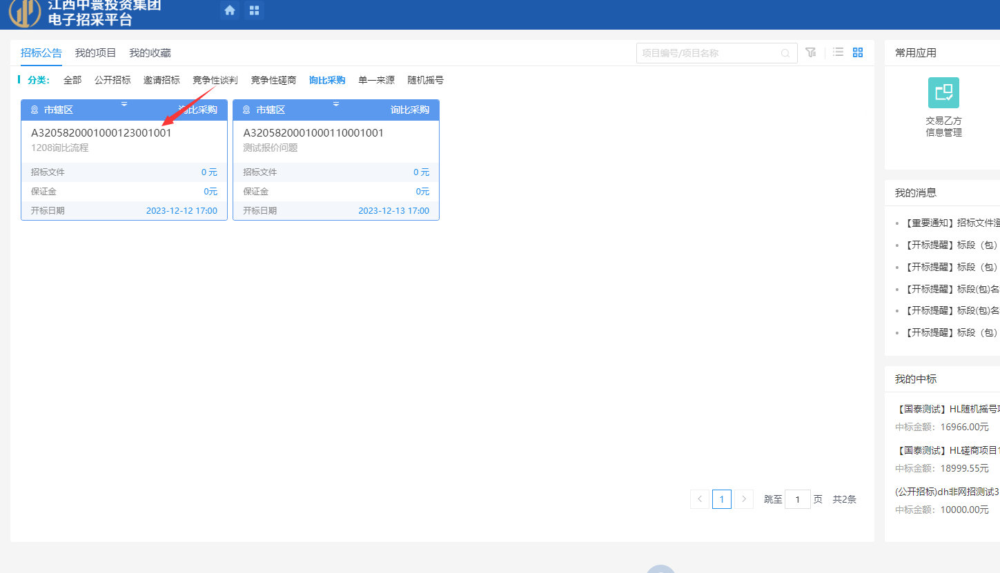 江西中寰投资集团
电子招采平台
招标公告 我的项目 我的收藏
项目编号/项目名称
分类： 全部 公开招标 邀请招标 竞争性谈判 竞争性磋商 询比采购 单一来源 随机摇号
市辖区 询比采购
A3205820001000123001001
1208询比流程
招标文件 0 元
保证金 0元
开标日期 2023-12-12 17:00
市辖区 询比采购
A3205820001000110001001
测试报价问题
招标文件 0 元
保证金 0元
开标日期 2023-12-13 17:00
1 跳至 1 页 共2条
常用应用
交易乙方
信息管理
我的消息
【重要通知】招标文件澄
【开标提醒】标段（包）
【开标提醒】标段（包）
【开标提醒】标段(包)名
【开标提醒】标段(包)名
【开标提醒】标段（包）
我的中标
【国泰测试】HL随机摇号项
中标金额：16966.00元
【国泰测试】HL磋商项目1
中标金额：18999.55元
(公开招标)dh非网招测试3
中标金额：10000.00元